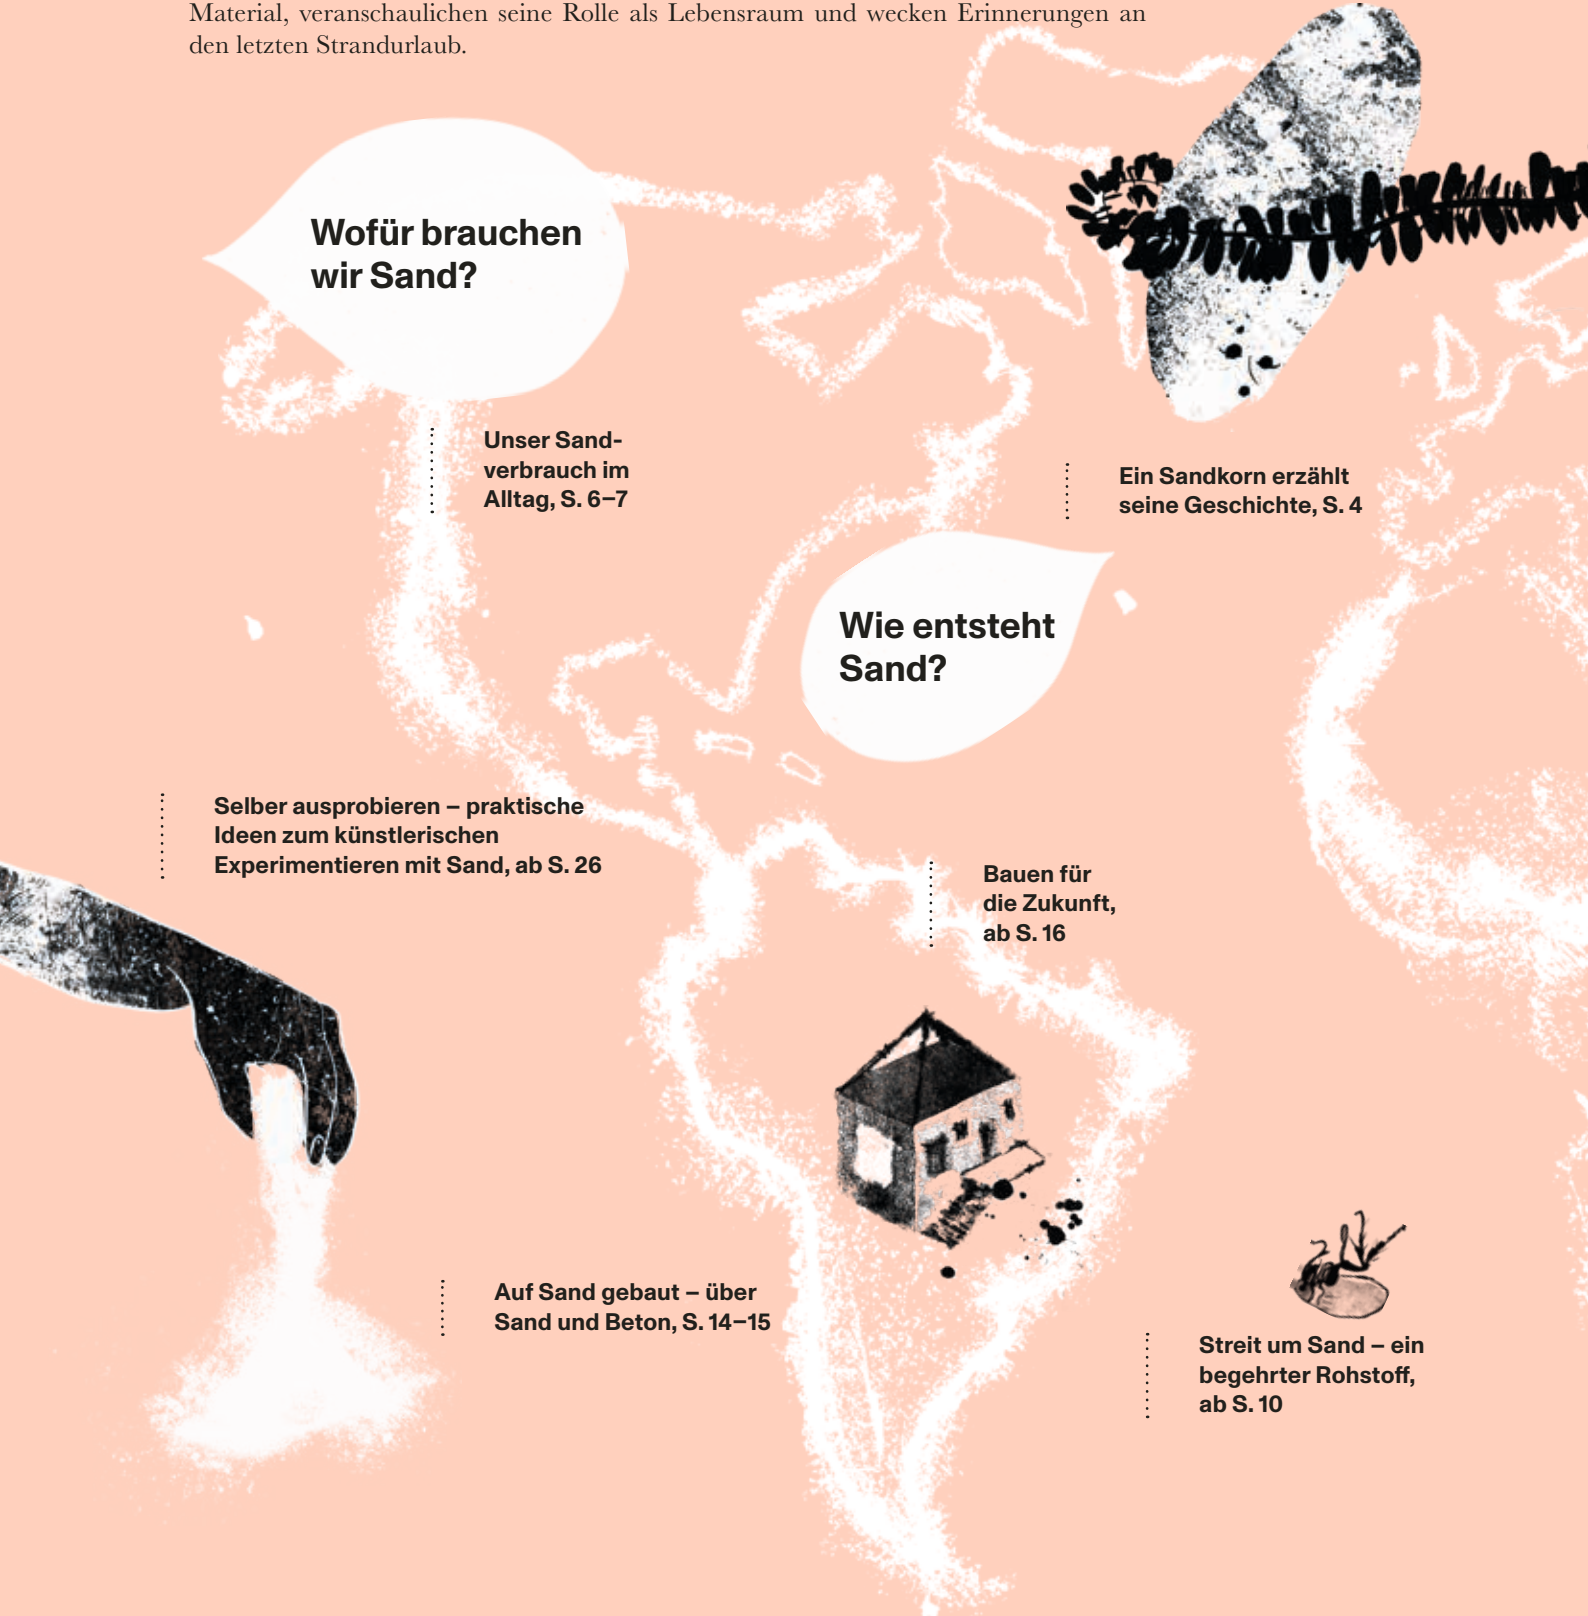 Material, veranschaulichen seine Rolle als Lebensraum und wecken Erinnerungen an
den letzten Strandurlaub.
Wofür brauchen
wir Sand?
Unser Sand-
verbrauch im
Alltag, S. 6–7
Ein Sandkorn erzählt
seine Geschichte, S. 4
Wie entsteht
Sand?
Selber ausprobieren – praktische
Ideen zum künstlerischen
Experimentieren mit Sand, ab S. 26
Bauen für
die Zukunft,
ab S. 16
Auf Sand gebaut – über
Sand und Beton, S. 14–15
Streit um Sand – ein
begehrter Rohstoff,
ab S. 10